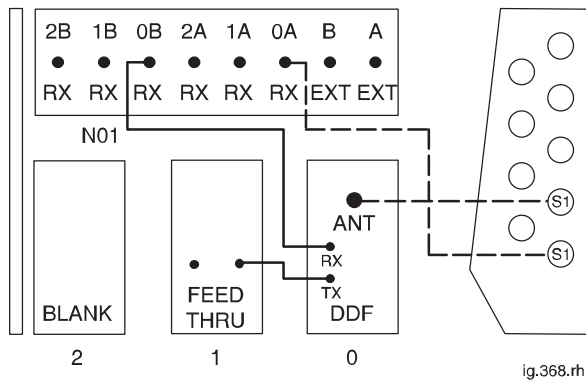 2B 1B 0B 2A 1A 0A B A
RX RX RX RX RX RX EXT EXT
N01
S1
ANT
RX
S1
TX
FEED
BLANK THRU DDF
2 1 0
ig.368.rh